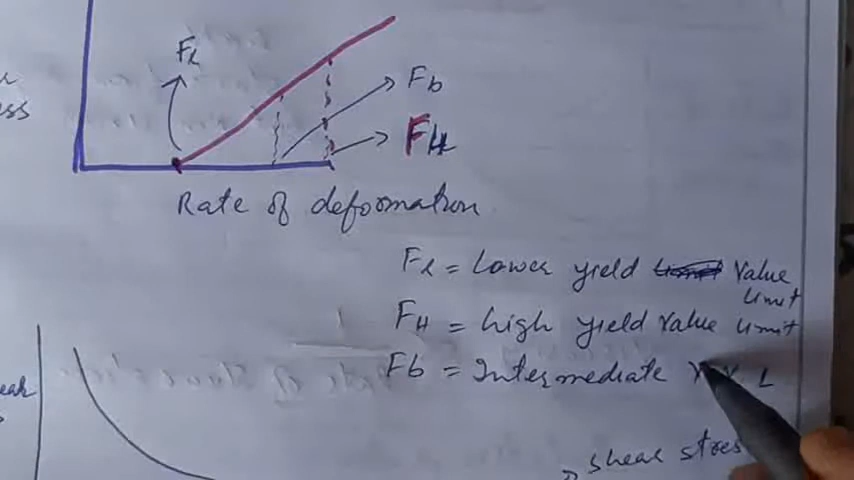 FL
Fb
FH
Rate of deformation
FL = Lower yield value
limit
FH = high yield value limit
Fb = Intermediate Y V L
shear stres